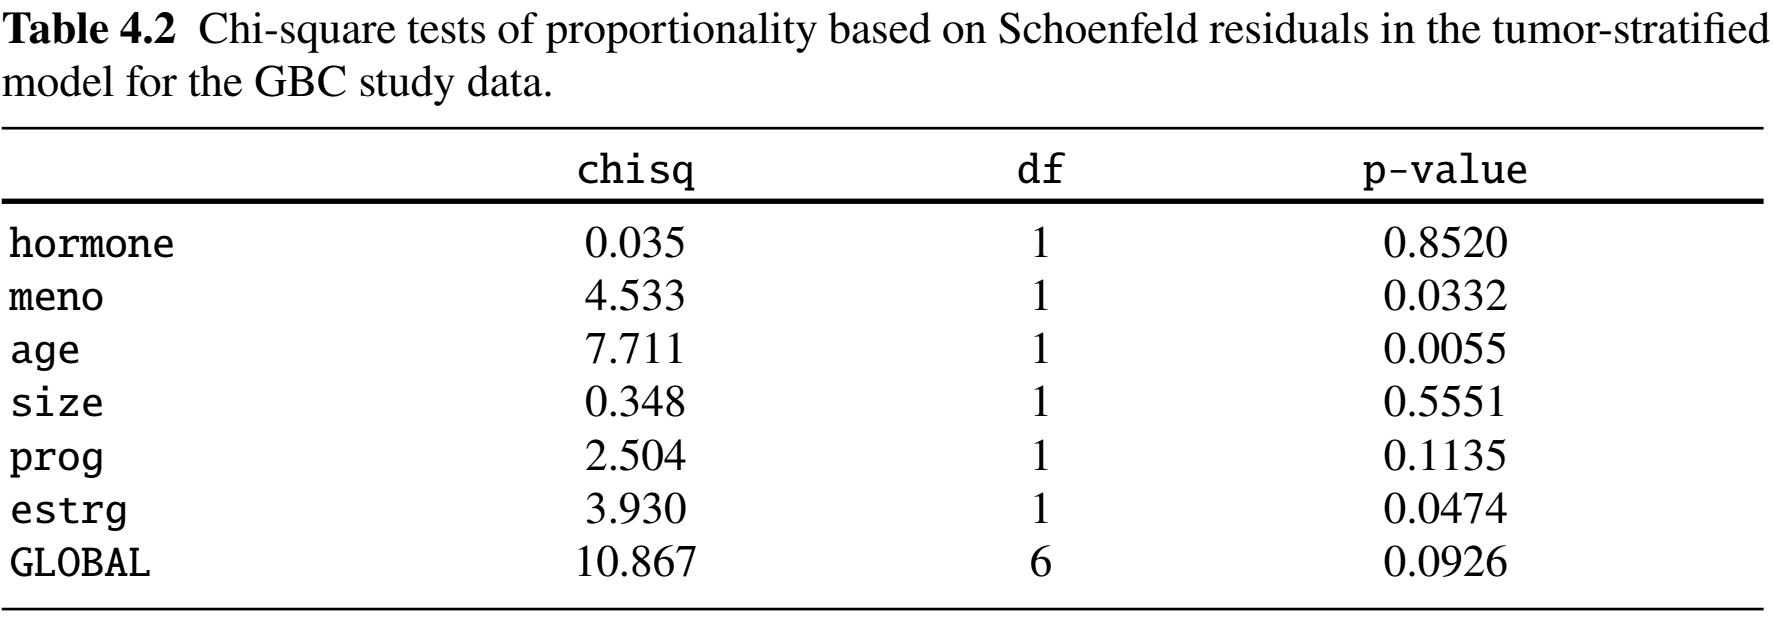 Table 4.2 Chi-square tests of proportionality based on Schoenfeld residuals in the tumor-stratified
model for the GBC study data.
chisq df p-value
hormone 0.035 1 0.8520
meno 4.533 1 0.0332
age 7.711 1 0.0055
size 0.348 1 0.5551
prog 2.504 1 0.1135
estrg 3.930 1 0.0474
GLOBAL 10.867 6 0.0926